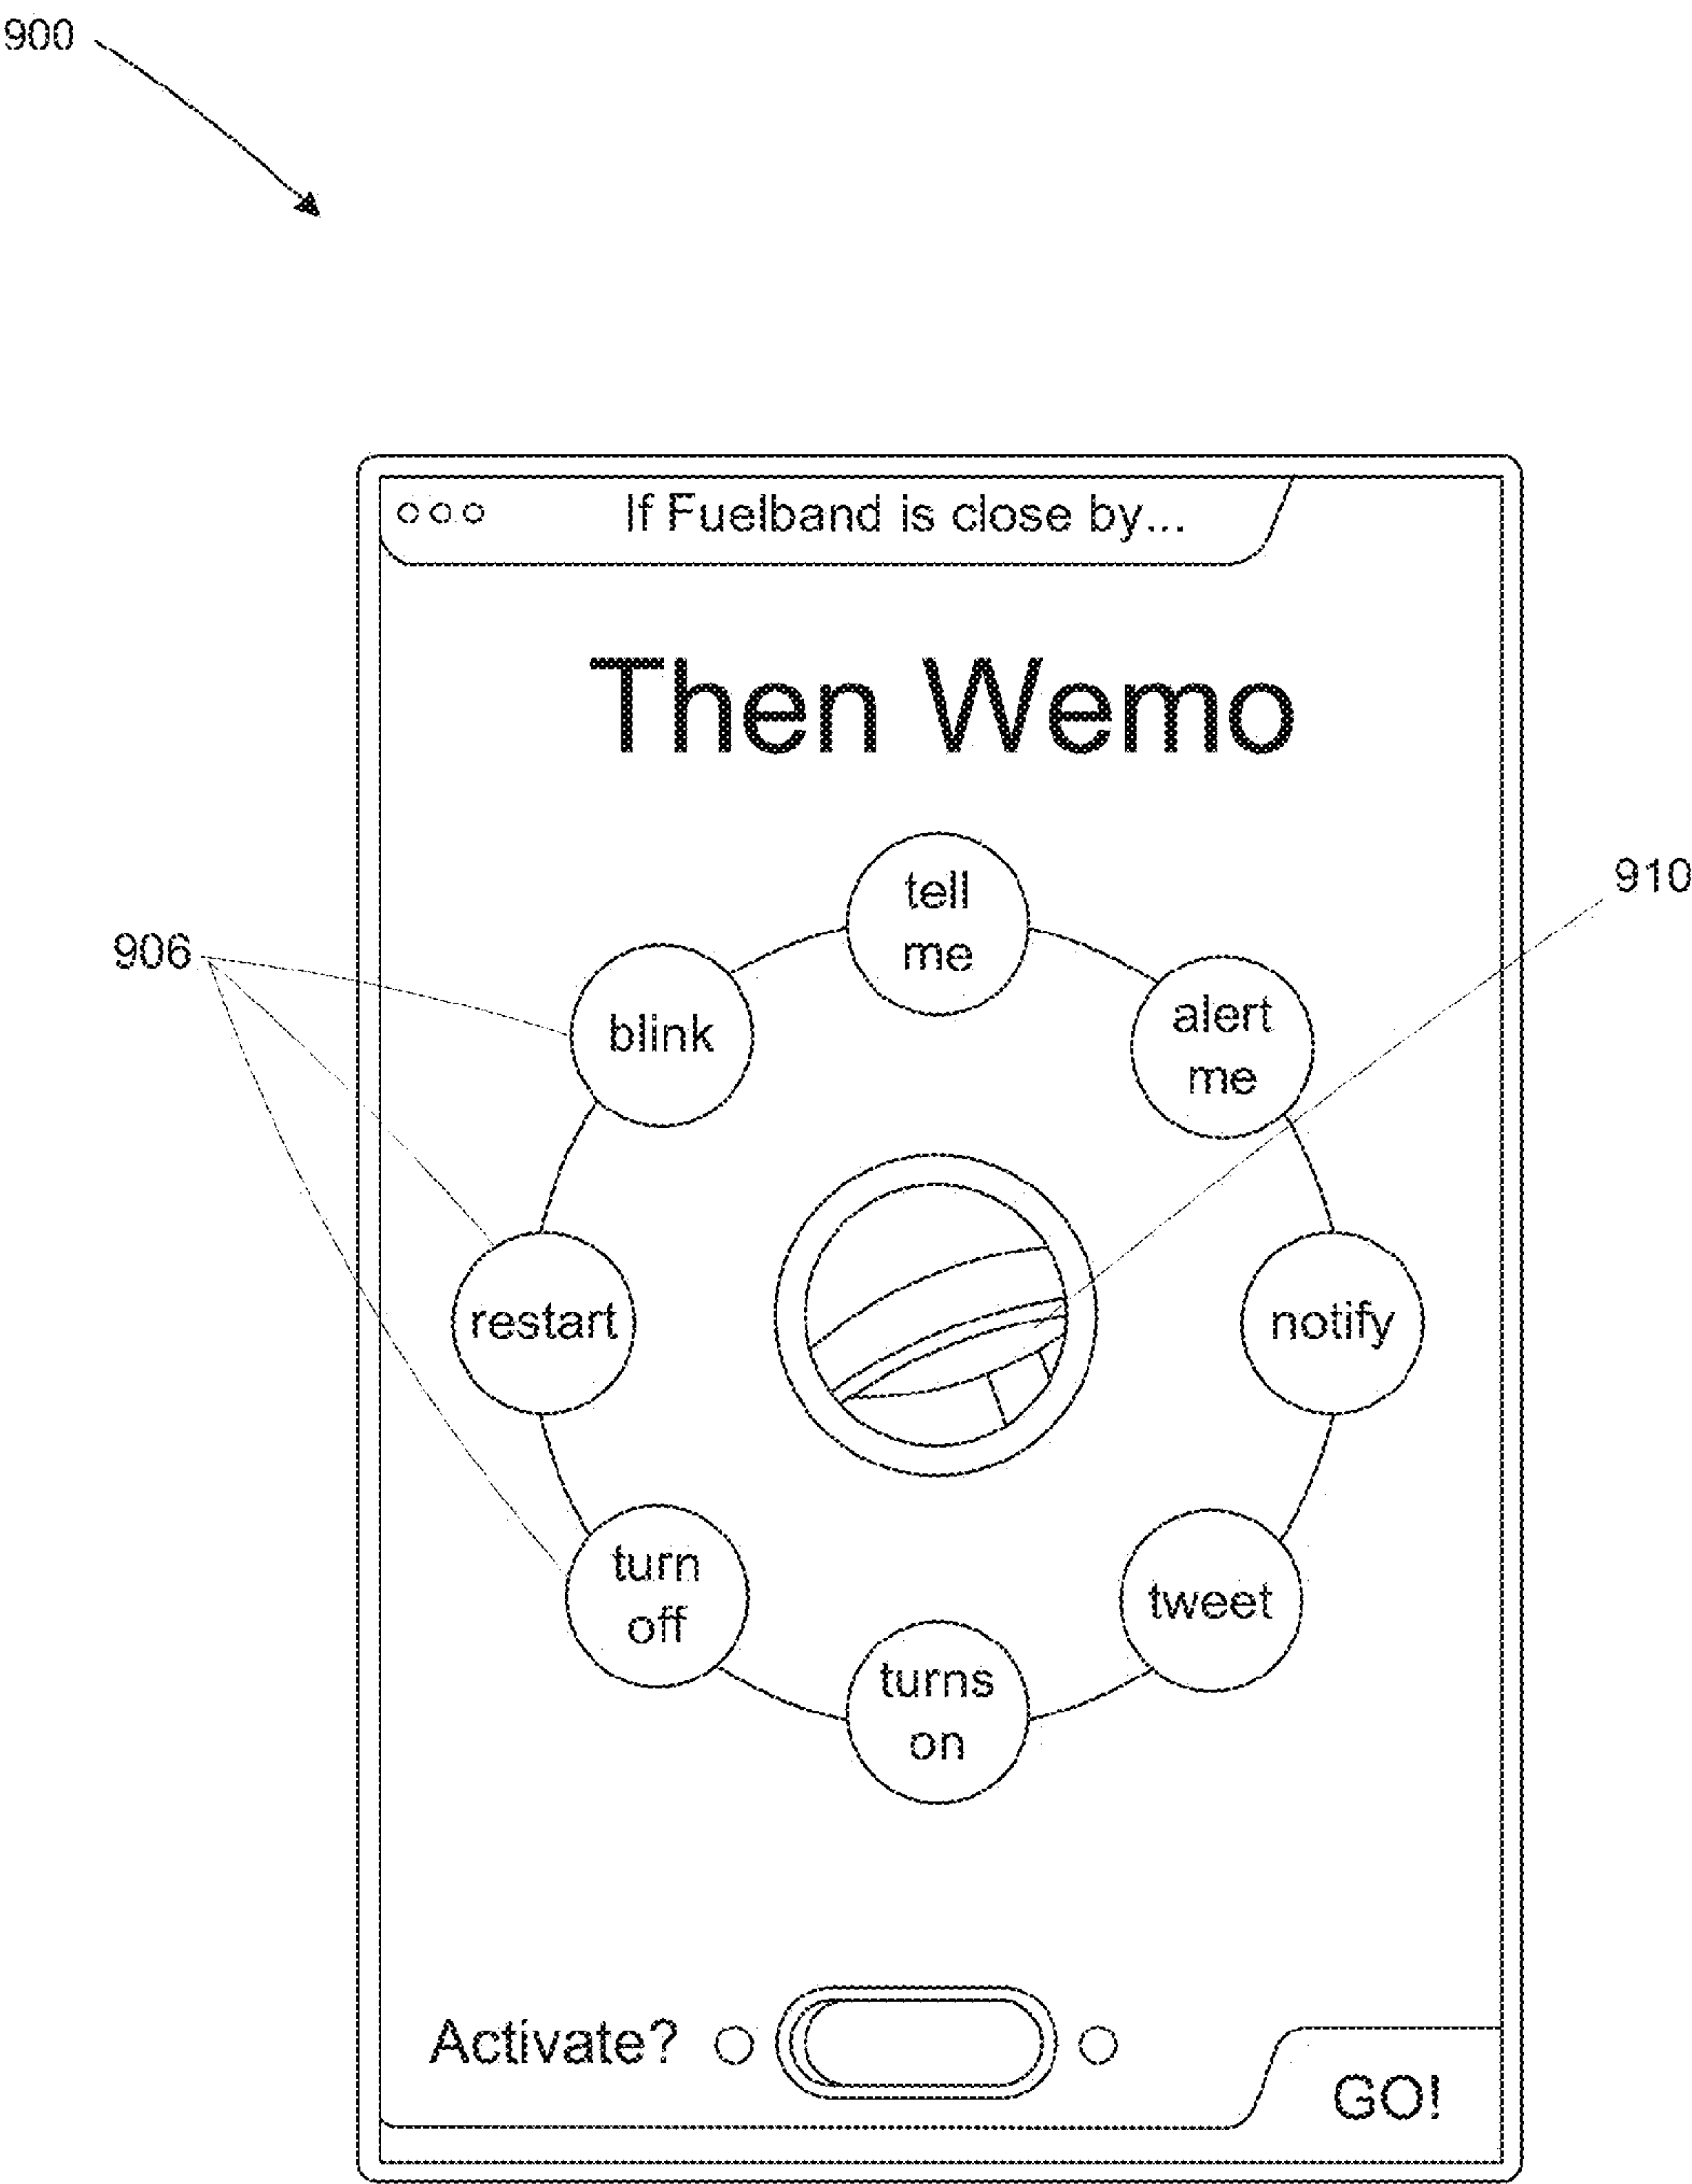 900
If Fuelband is close by...
Then Wemo
910
906
tell
me
blink
alert
me
restart
notify
turn
off
tweet
turns
on
Activate?
GO!